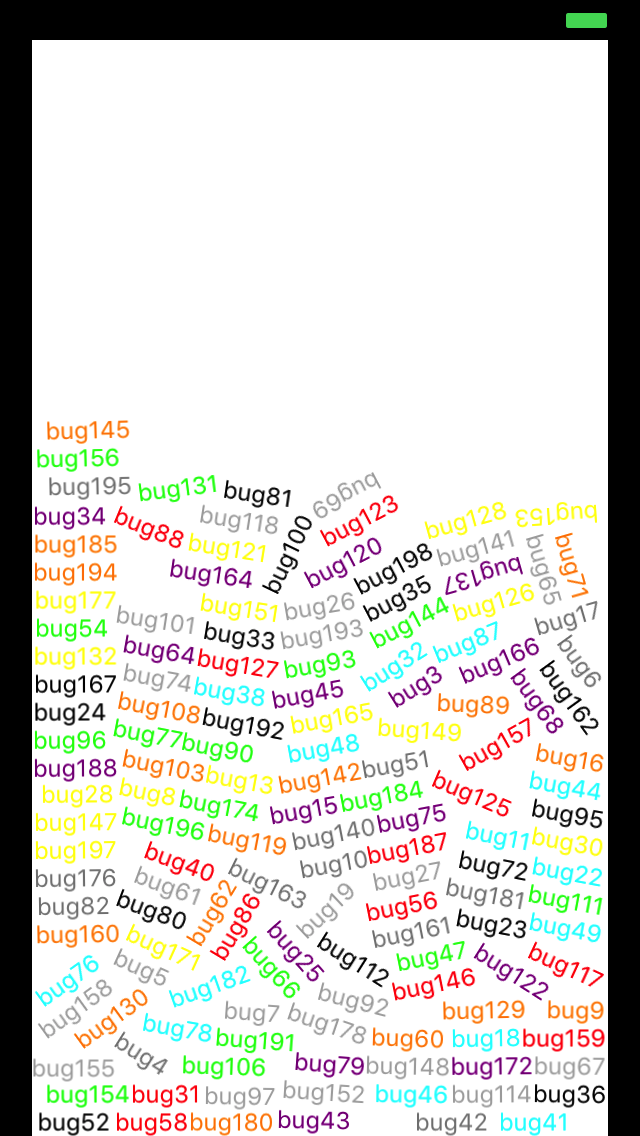 bug145
bug156
bug195 bug131 bug81 bug69
bug34 bug88 bug118 bug100 bug123 bug128 bug153
bug185 bug121 bug120 bug198 bug141 bug65 bug71
bug194 bug164 bug35 bug137
bug177 bug101 bug151 bug26 bug144 bug126 bug17
bug54 bug33 bug193 bug87 bug6
bug132 bug64 bug127 bug93 bug32 bug166 bug162
bug167 bug74 bug38 bug45 bug3 bug68
bug24 bug108 bug192 bug165 bug149 bug89
bug96 bug77 bug90 bug48 bug157 bug16
bug188 bug103 bug13 bug142 bug51 bug44
bug28 bug8 bug174 bug15 bug184 bug125 bug95
bug147 bug196 bug119 bug140 bug75 bug11 bug30
bug197 bug40 bug10 bug187 bug72 bug22
bug176 bug61 bug163 bug27 bug181 bug111
bug82 bug80 bug62 bug86 bug19 bug56 bug23 bug49
bug160 bug171 bug25 bug112 bug161 bug47 bug122 bug117
bug76 bug5 bug182 bug66 bug92 bug146
bug158 bug130 bug78 bug7 bug178 bug129 bug9
bug4 bug191 bug60 bug18 bug159
bug155 bug106 bug79 bug148 bug172 bug67
bug154 bug31 bug97 bug152 bug46 bug114 bug36
bug52 bug58 bug180 bug43 bug42 bug41